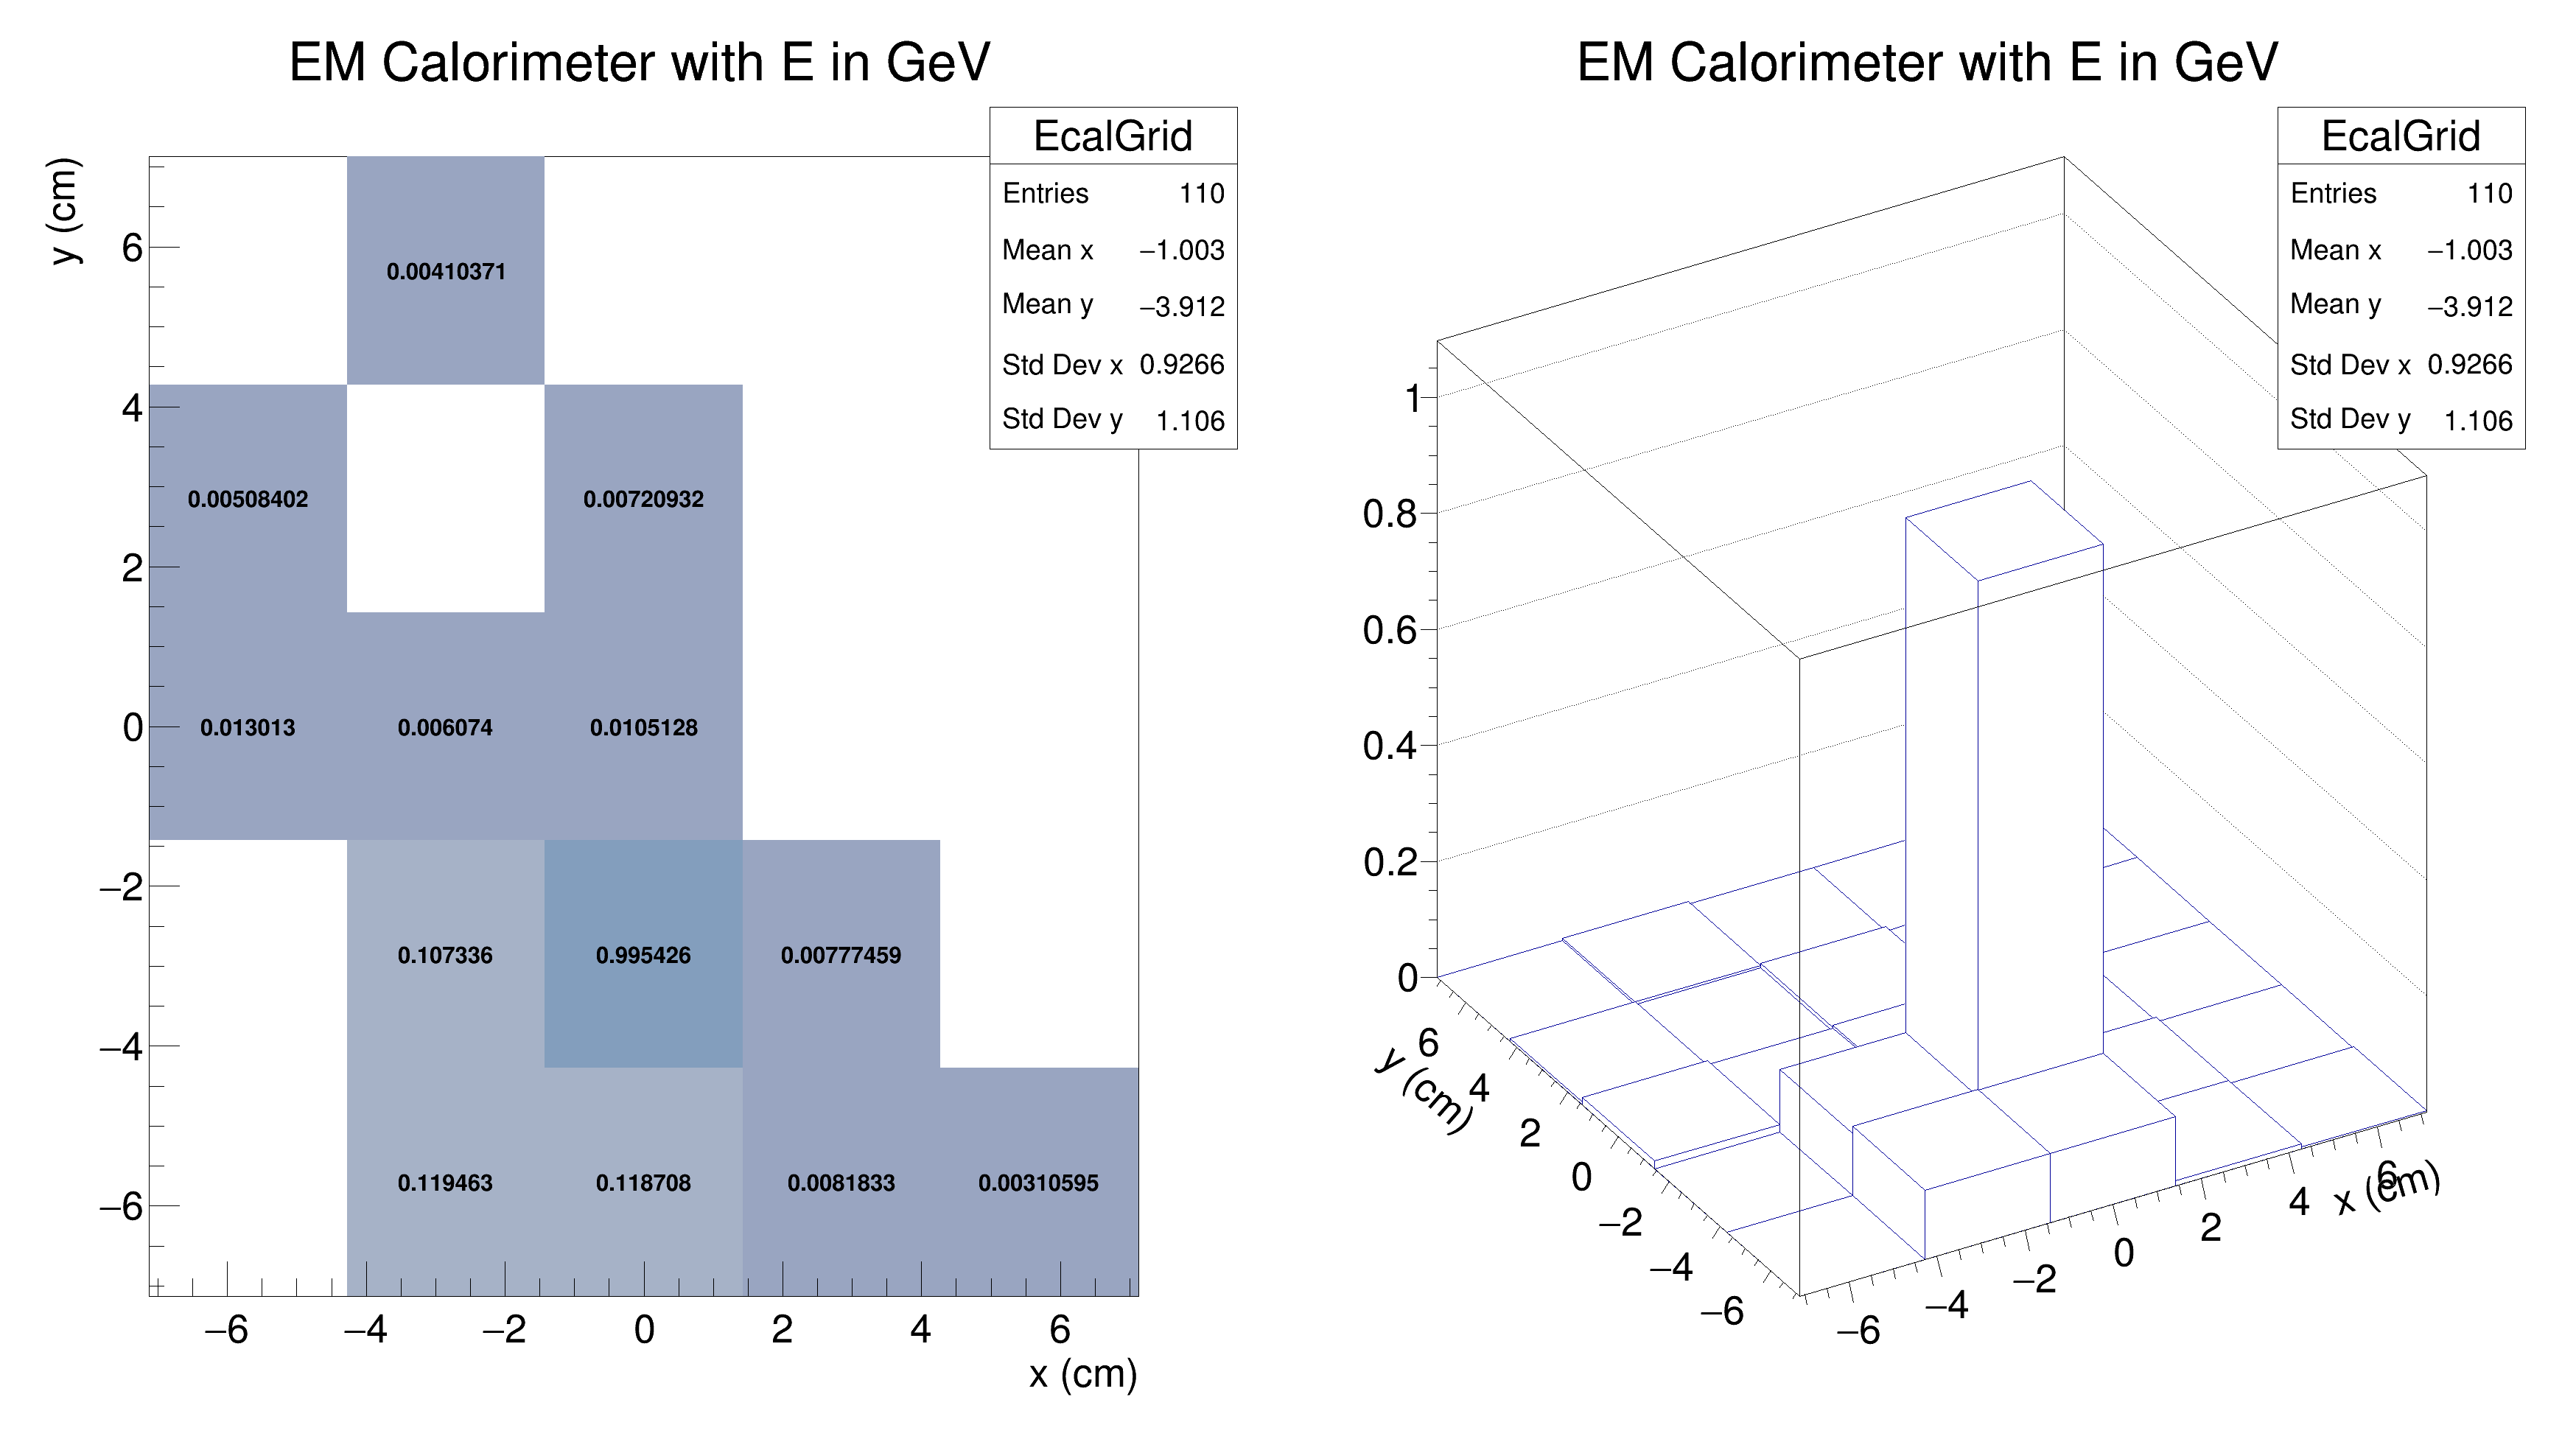 EM Calorimeter with E in GeV
EcalGrid
Entries 110
Mean x −1.003
Mean y −3.912
Std Dev x 0.9266
Std Dev y 1.106
y (cm)
6
4
2
0
−2
−4
−6
0.00410371
0.00508402 0.00720932
0.013013 0.006074 0.0105128
0.107336 0.995426 0.00777459
0.119463 0.118708 0.0081833 0.00310595
−6 −4 −2 0 2 4 6
x (cm)
EM Calorimeter with E in GeV
EcalGrid
Entries 110
Mean x −1.003
Mean y −3.912
Std Dev x 0.9266
Std Dev y 1.106
1
0.8
0.6
0.4
0.2
0
y (cm)
6
4
2
0
−2
−4
−6
−6 −4 −2 0 2 4 6
x (cm)